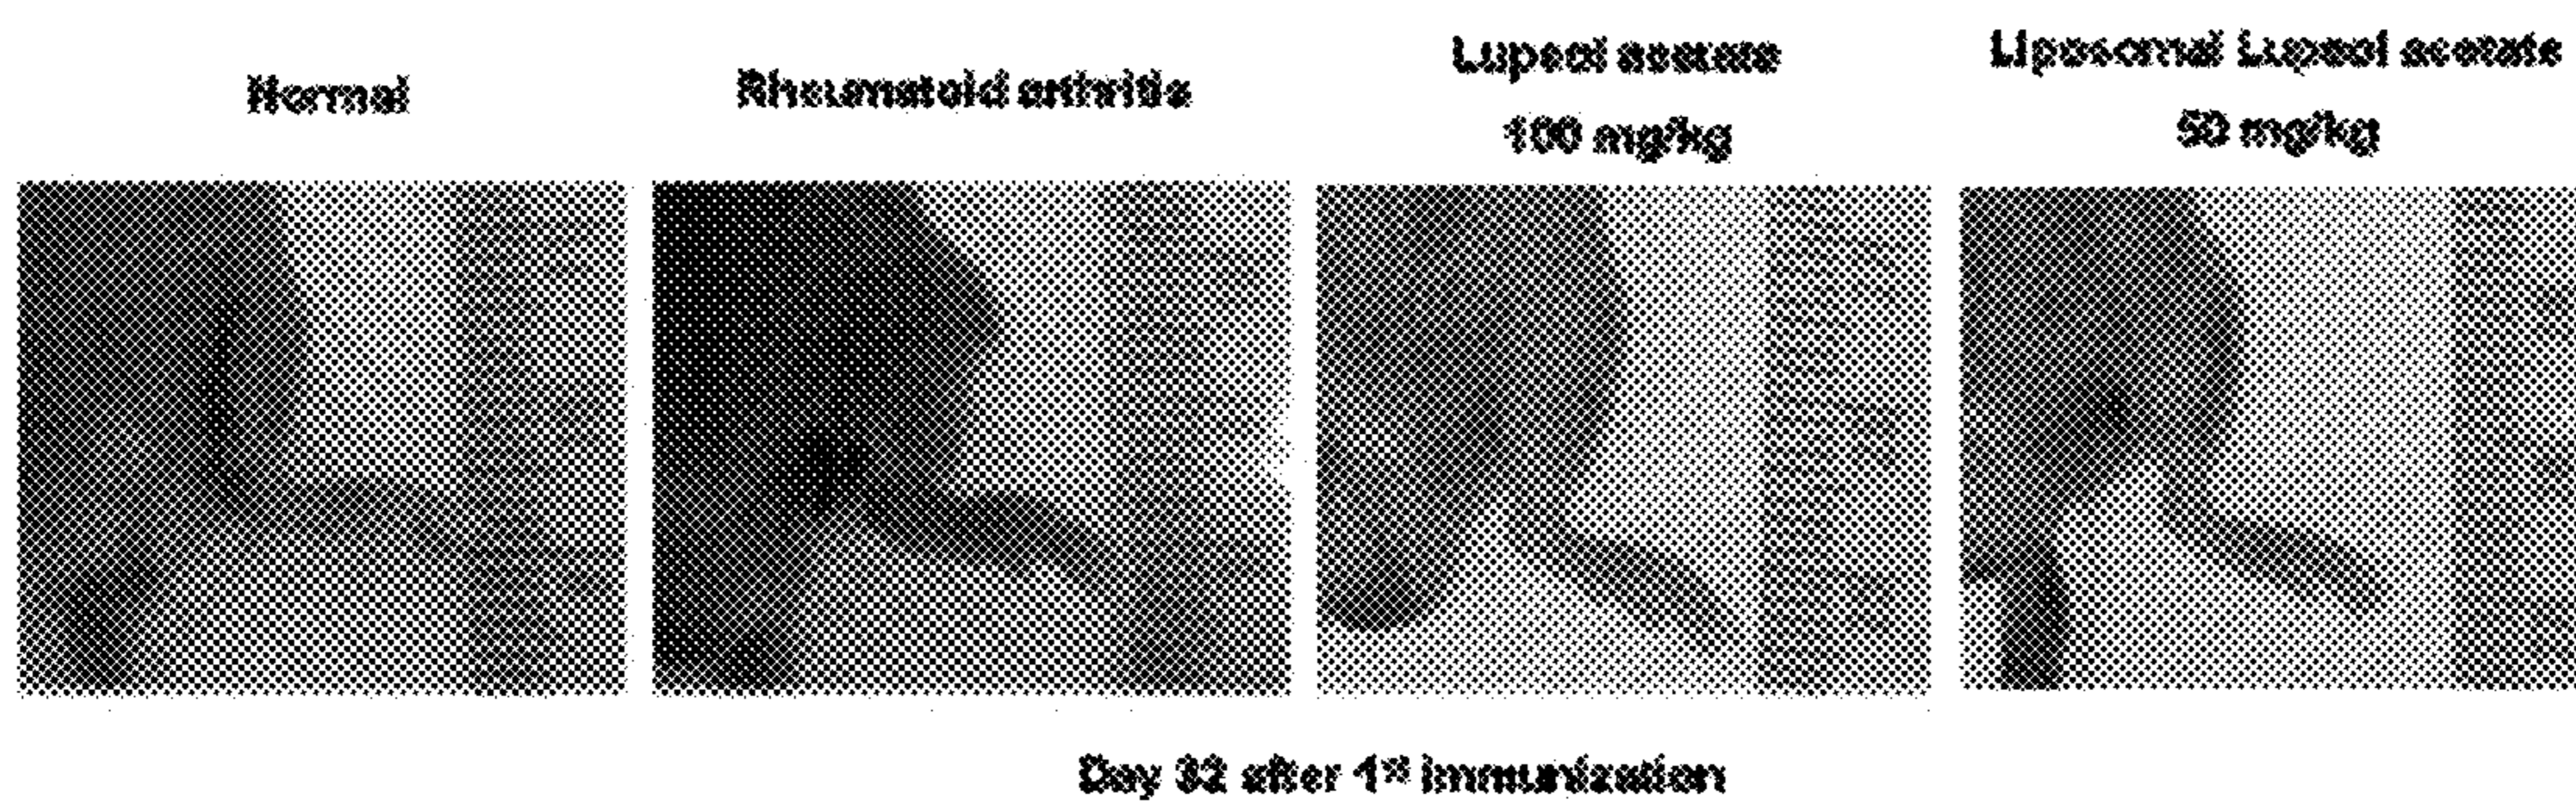 Normal
Rheumatoid arthritis
Lupeol acetate
100 mg/kg
Liposomal Lupeol acetate
50 mg/kg
Day 32 after 1st immunization